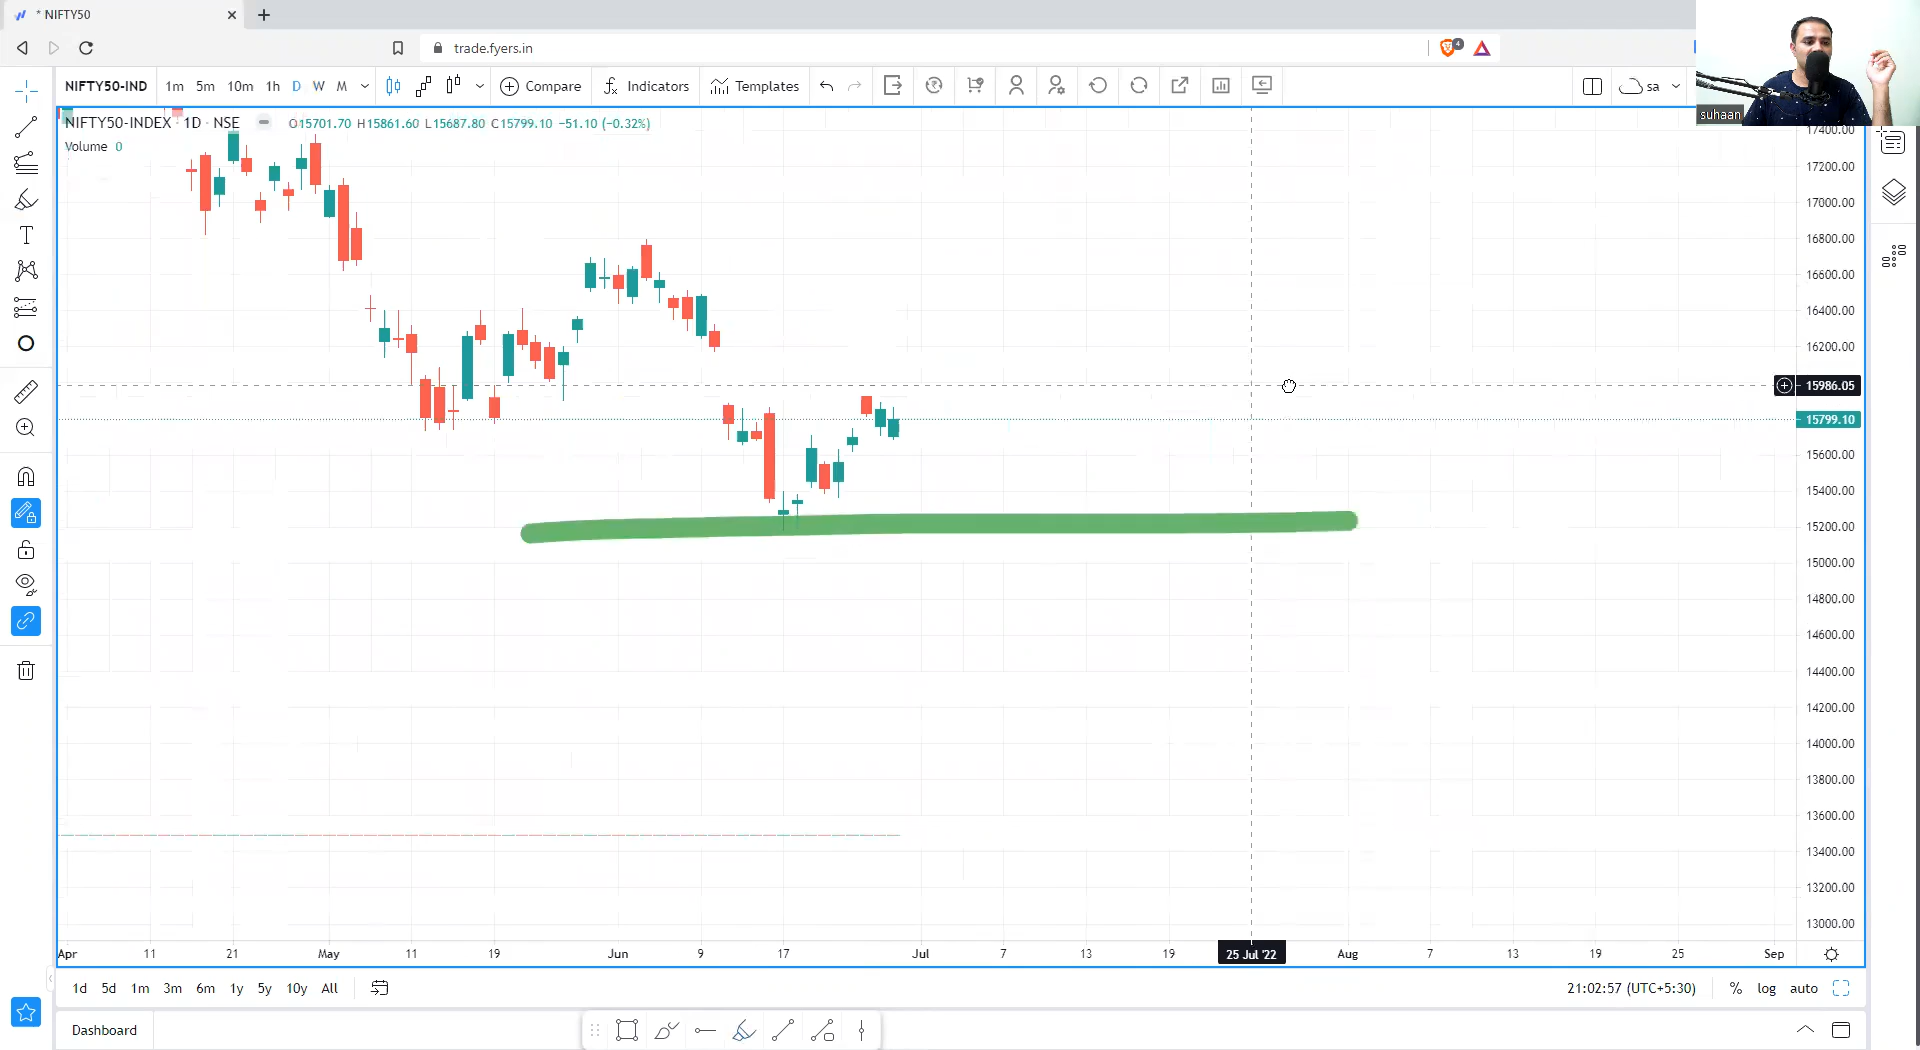 * NIFTY50
trade.fyers.in
4
NIFTY50-IND 1m 5m 10m 1h D W M Compare Indicators Templates sa
suhaan
NIFTY50-INDEX · 1D · NSE O15701.70 H15861.60 L15687.80 C15799.10 −51.10 (−0.32%)
Volume 0
17400.00
17200.00
17000.00
16800.00
16600.00
16400.00
16200.00
15986.05
15799.10
15600.00
15400.00
15200.00
15000.00
14800.00
14600.00
14400.00
14200.00
14000.00
13800.00
13600.00
13400.00
13200.00
13000.00
Apr 11 21 May 11 19 Jun 9 17 Jul 7 13 19 25 Jul '22 Aug 7 13 19 25 Sep
1d 5d 1m 3m 6m 1y 5y 10y All 21:02:57 (UTC+5:30) % log auto
Dashboard